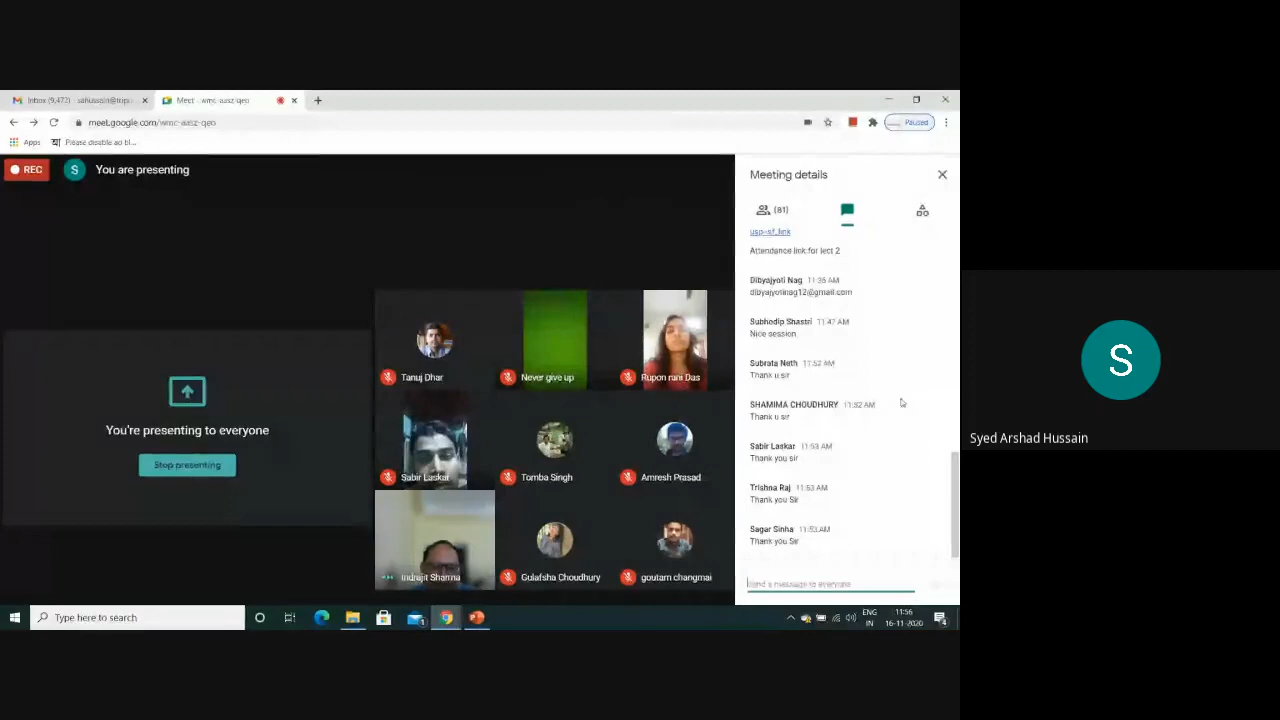 Inbox (9,472) - sahussain@trip
Meet - wmc-aasz-qeo
meet.google.com/wmc-aasz-qeo
Paused
Apps
Please disable ad bl...
REC
S
You are presenting
Meeting details
(81)
usp=sf_link
Attendance link for lect 2
Dibyajyoti Nag 11:36 AM
dibyajyotinag12@gmail.com
Subhodip Shastri 11:47 AM
Nice session
Subrata Neth 11:52 AM
Thank u sir
SHAMIMA CHOUDHURY 11:52 AM
Thank u sir
Sabir Laskar 11:53 AM
Thank you sir
Trishna Raj 11:53 AM
Thank you Sir
Sagar Sinha 11:53 AM
Thank you Sir
Send a message to everyone
You're presenting to everyone
Stop presenting
Tanuj Dhar
Never give up
Rupon rani Das
Sabir Laskar
Tomba Singh
Amresh Prasad
Indrajit Sharma
Gulafsha Choudhury
goutam changmai
S
Syed Arshad Hussain
Type here to search
1
ENG
IN
11:56
16-11-2020
4